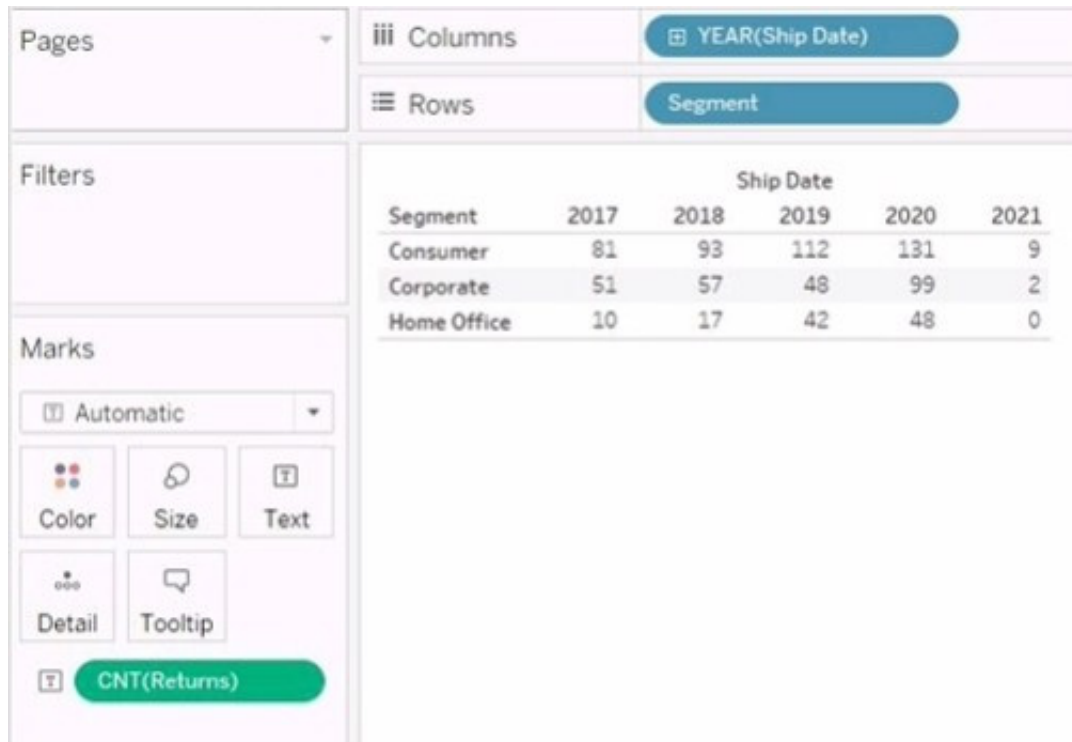 Pages
Columns
YEAR(Ship Date)
Rows
Segment
Filters
Ship Date
Segment 2017 2018 2019 2020 2021
Consumer 81 93 112 131 9
Corporate 51 57 48 99 2
Home Office 10 17 42 48 0
Marks
T Automatic
T
Color Size Text
Detail Tooltip
T CNT(Returns)